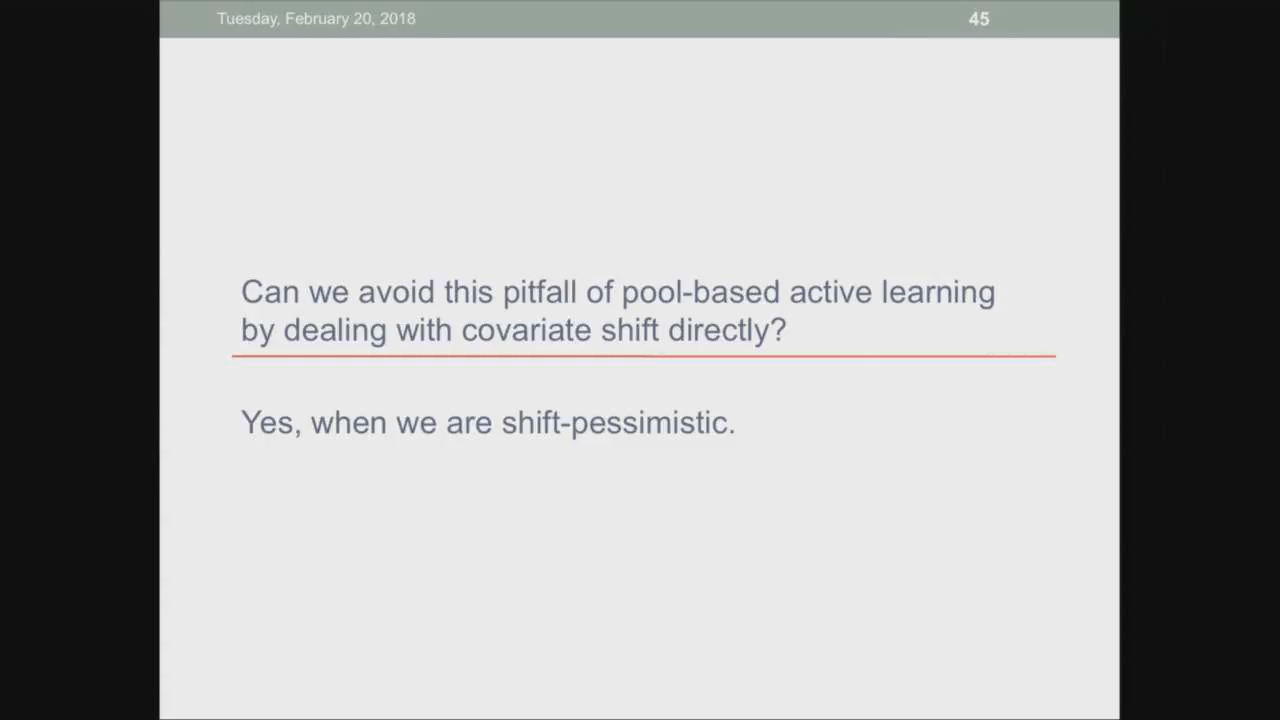 Tuesday, February 20, 2018
45
Can we avoid this pitfall of pool-based active learning
by dealing with covariate shift directly?
Yes, when we are shift-pessimistic.